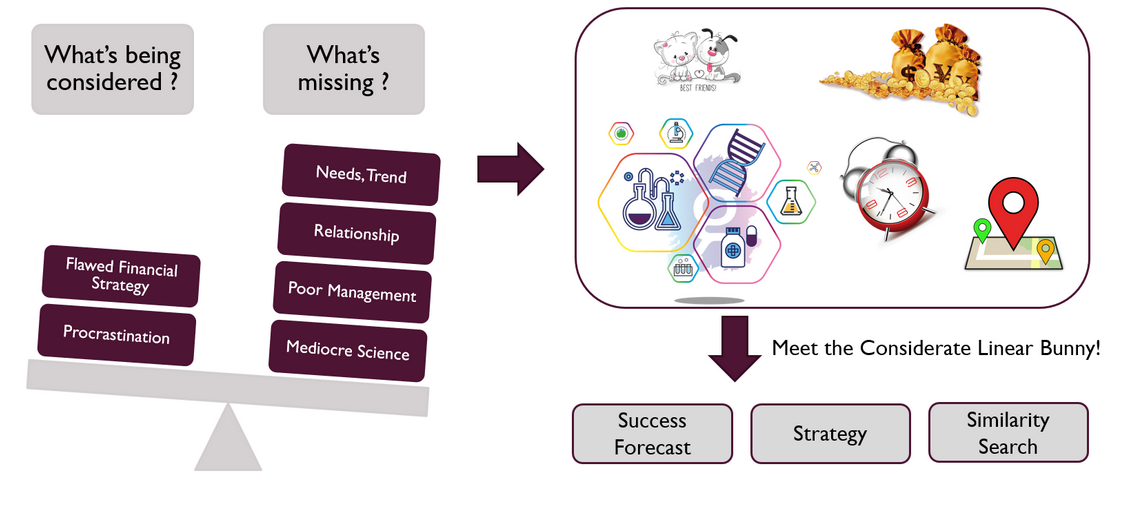 What's being
considered ?
What's
missing ?
Needs, Trend
Relationship
Poor Management
Mediocre Science
Flawed Financial
Strategy
Procrastination
BEST FRIENDS!
$
¥
Meet the Considerate Linear Bunny!
Success
Forecast
Strategy
Similarity
Search